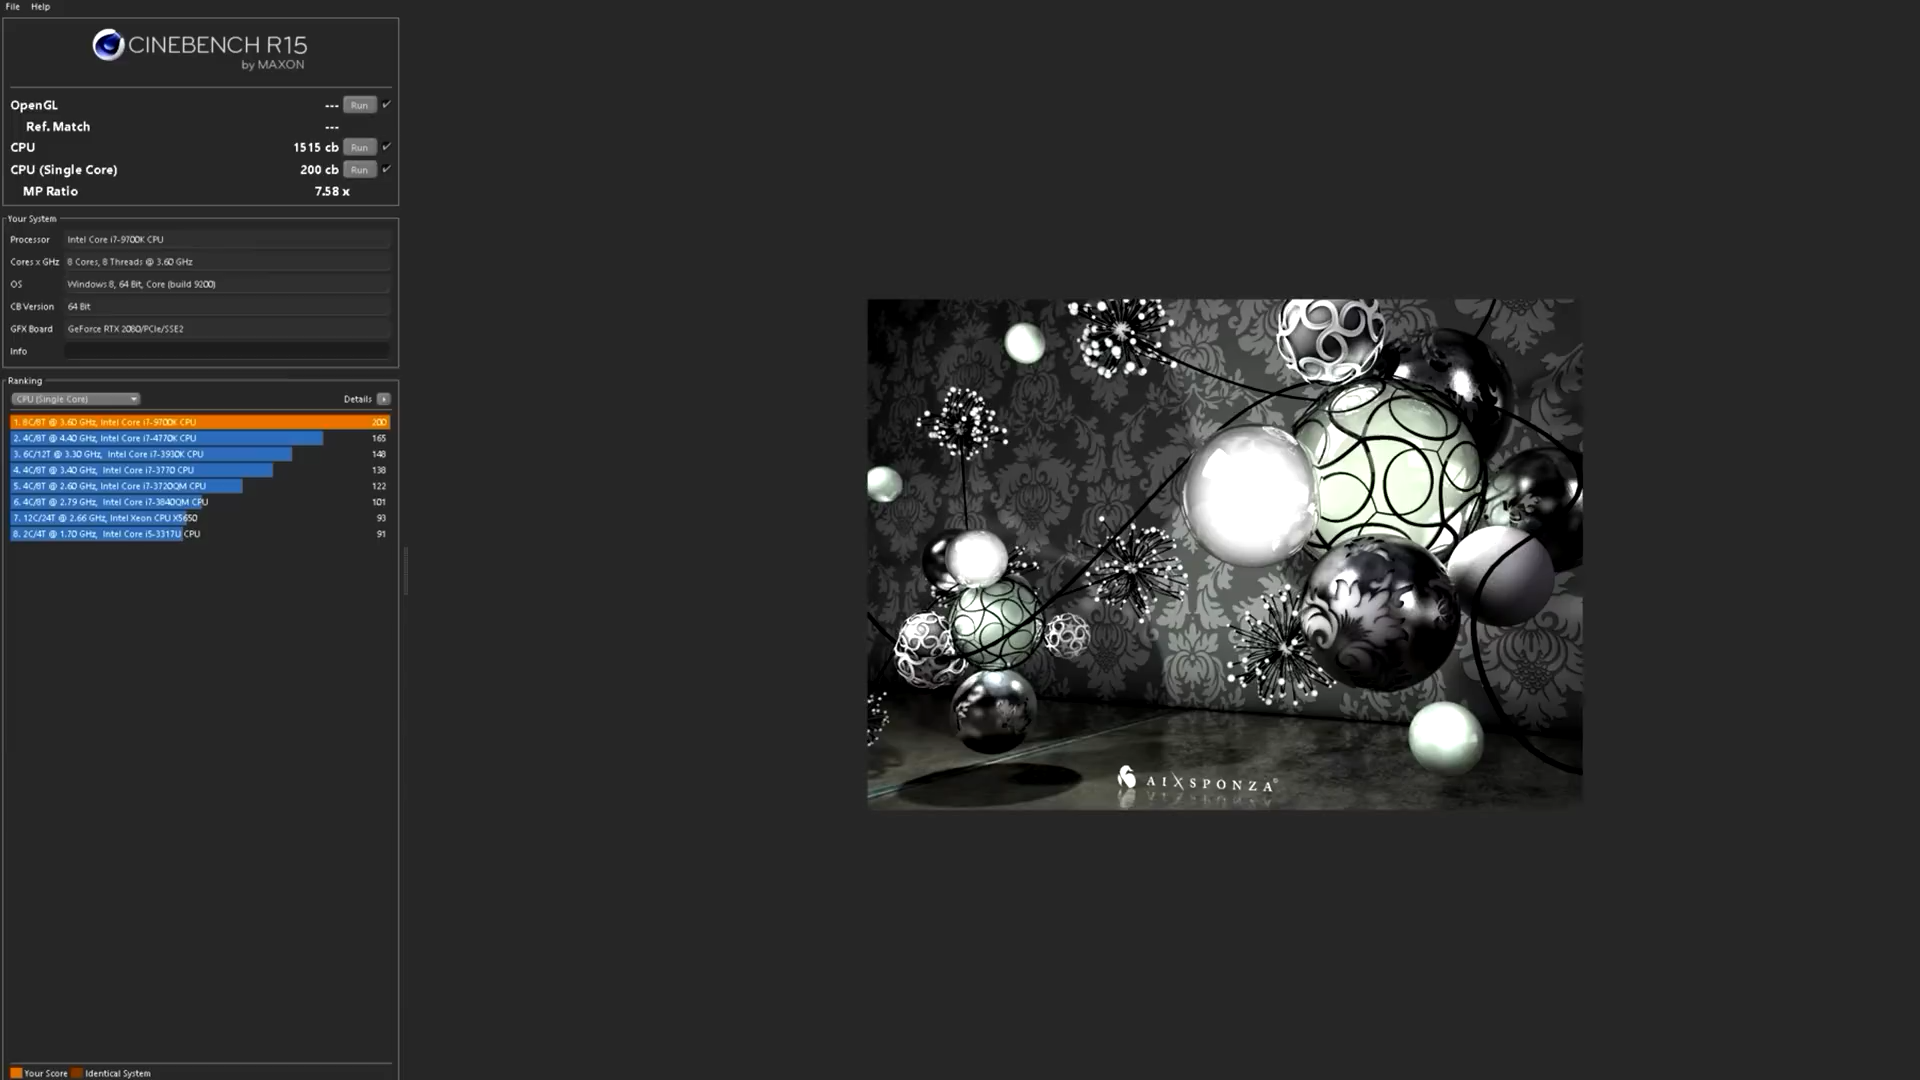 File Help
CINEBENCH R15
by MAXON
OpenGL --- Run
Ref. Match ---
CPU 1515 cb Run
CPU (Single Core) 200 cb Run
MP Ratio 7.58 x
Your System
Processor Intel Core i7-9700K CPU
Cores x GHz 8 Cores, 8 Threads @ 3.60 GHz
OS Windows 8, 64 Bit, Core (build 9200)
CB Version 64 Bit
GFX Board GeForce RTX 2080/PCIe/SSE2
Info
Ranking
CPU (Single Core) Details
1. 8C/8T @ 3.60 GHz, Intel Core i7-9700K CPU 200
2. 4C/8T @ 4.40 GHz, Intel Core i7-4770K CPU 165
3. 6C/12T @ 3.30 GHz, Intel Core i7-3930K CPU 148
4. 4C/8T @ 3.40 GHz, Intel Core i7-3770 CPU 138
5. 4C/8T @ 2.60 GHz, Intel Core i7-3720QM CPU 122
6. 4C/8T @ 2.79 GHz, Intel Core i7-3840QM CPU 101
7. 12C/24T @ 2.66 GHz, Intel Xeon CPU X5650 93
8. 2C/4T @ 1.70 GHz, Intel Core i5-3317U CPU 91
AIXSPONZA®
Your Score Identical System